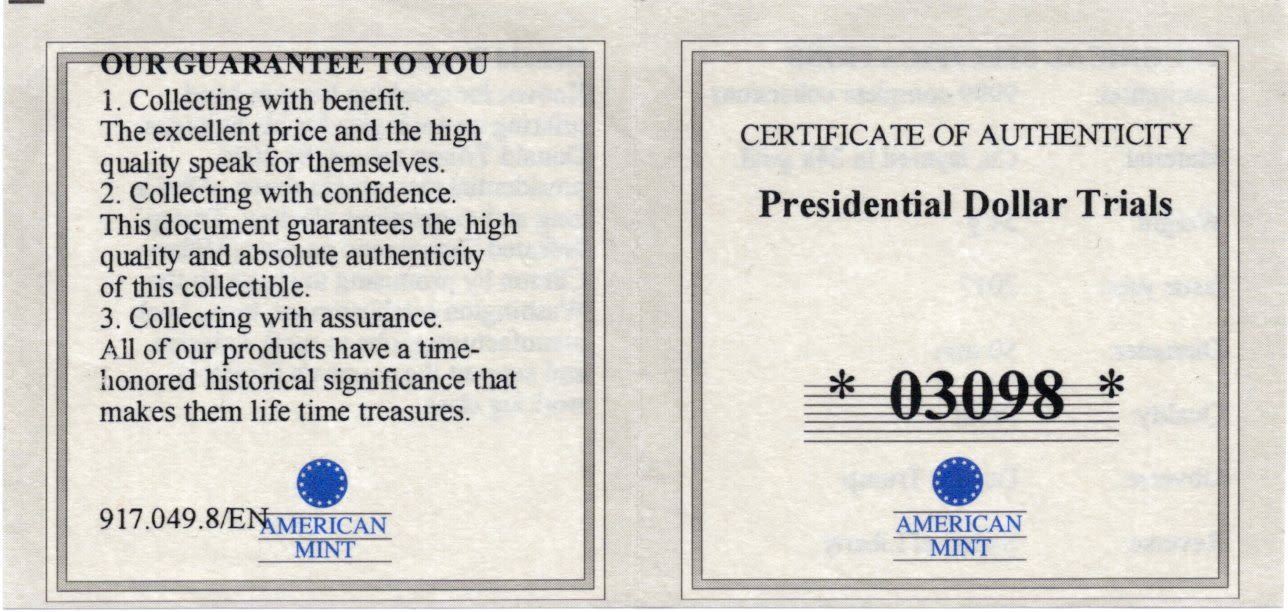 OUR GUARANTEE TO YOU
1. Collecting with benefit.
The excellent price and the high
quality speak for themselves.
2. Collecting with confidence.
This document guarantees the high
quality and absolute authenticity
of this collectible.
3. Collecting with assurance.
All of our products have a time-
honored historical significance that
makes them life time treasures.
917.049.8/EN
AMERICAN
MINT
CERTIFICATE OF AUTHENTICITY
Presidential Dollar Trials
* 03098 *
AMERICAN
MINT